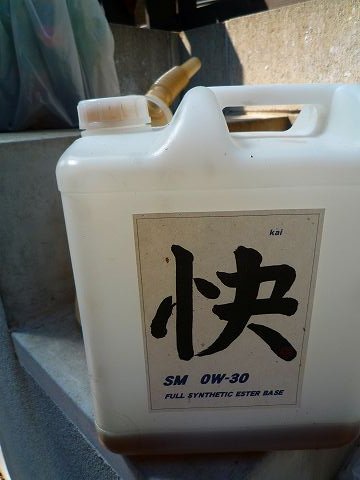 kai
快
SM 0W-30
FULL SYNTHETIC ESTER BASE